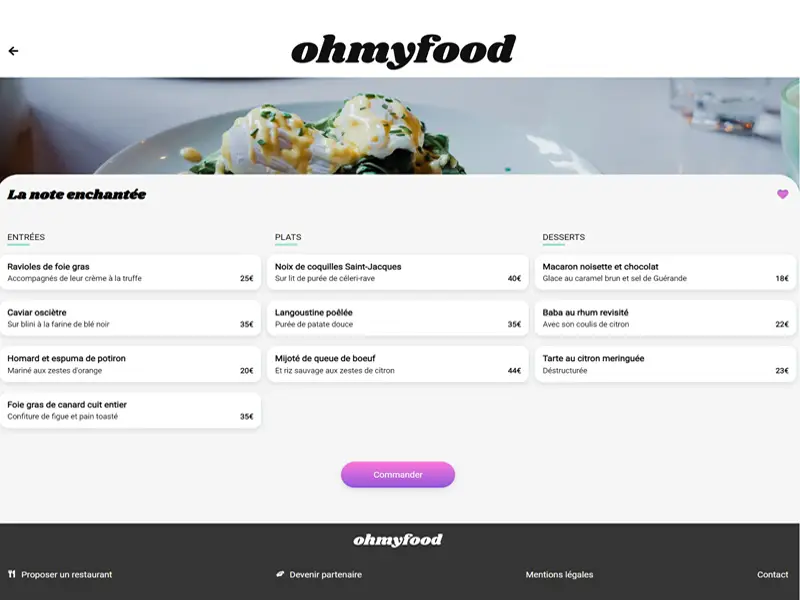 ohmyfood
La note enchantée
ENTRÉES
Ravioles de foie gras
Accompagnés de leur crème à la truffe 25€
Caviar osciètre
Sur blini à la farine de blé noir 35€
Homard et espuma de potiron
Mariné aux zestes d'orange 20€
Foie gras de canard cuit entier
Confiture de figue et pain toasté 35€
PLATS
Noix de coquilles Saint-Jacques
Sur lit de purée de céleri-rave 40€
Langoustine poêlée
Purée de patate douce 35€
Mijoté de queue de boeuf
Et riz sauvage aux zestes de citron 44€
DESSERTS
Macaron noisette et chocolat
Glace au caramel brun et sel de Guérande 18€
Baba au rhum revisité
Avec son coulis de citron 22€
Tarte au citron meringuée
Déstructurée 23€
Commander
ohmyfood
Proposer un restaurant
Devenir partenaire
Mentions légales
Contact